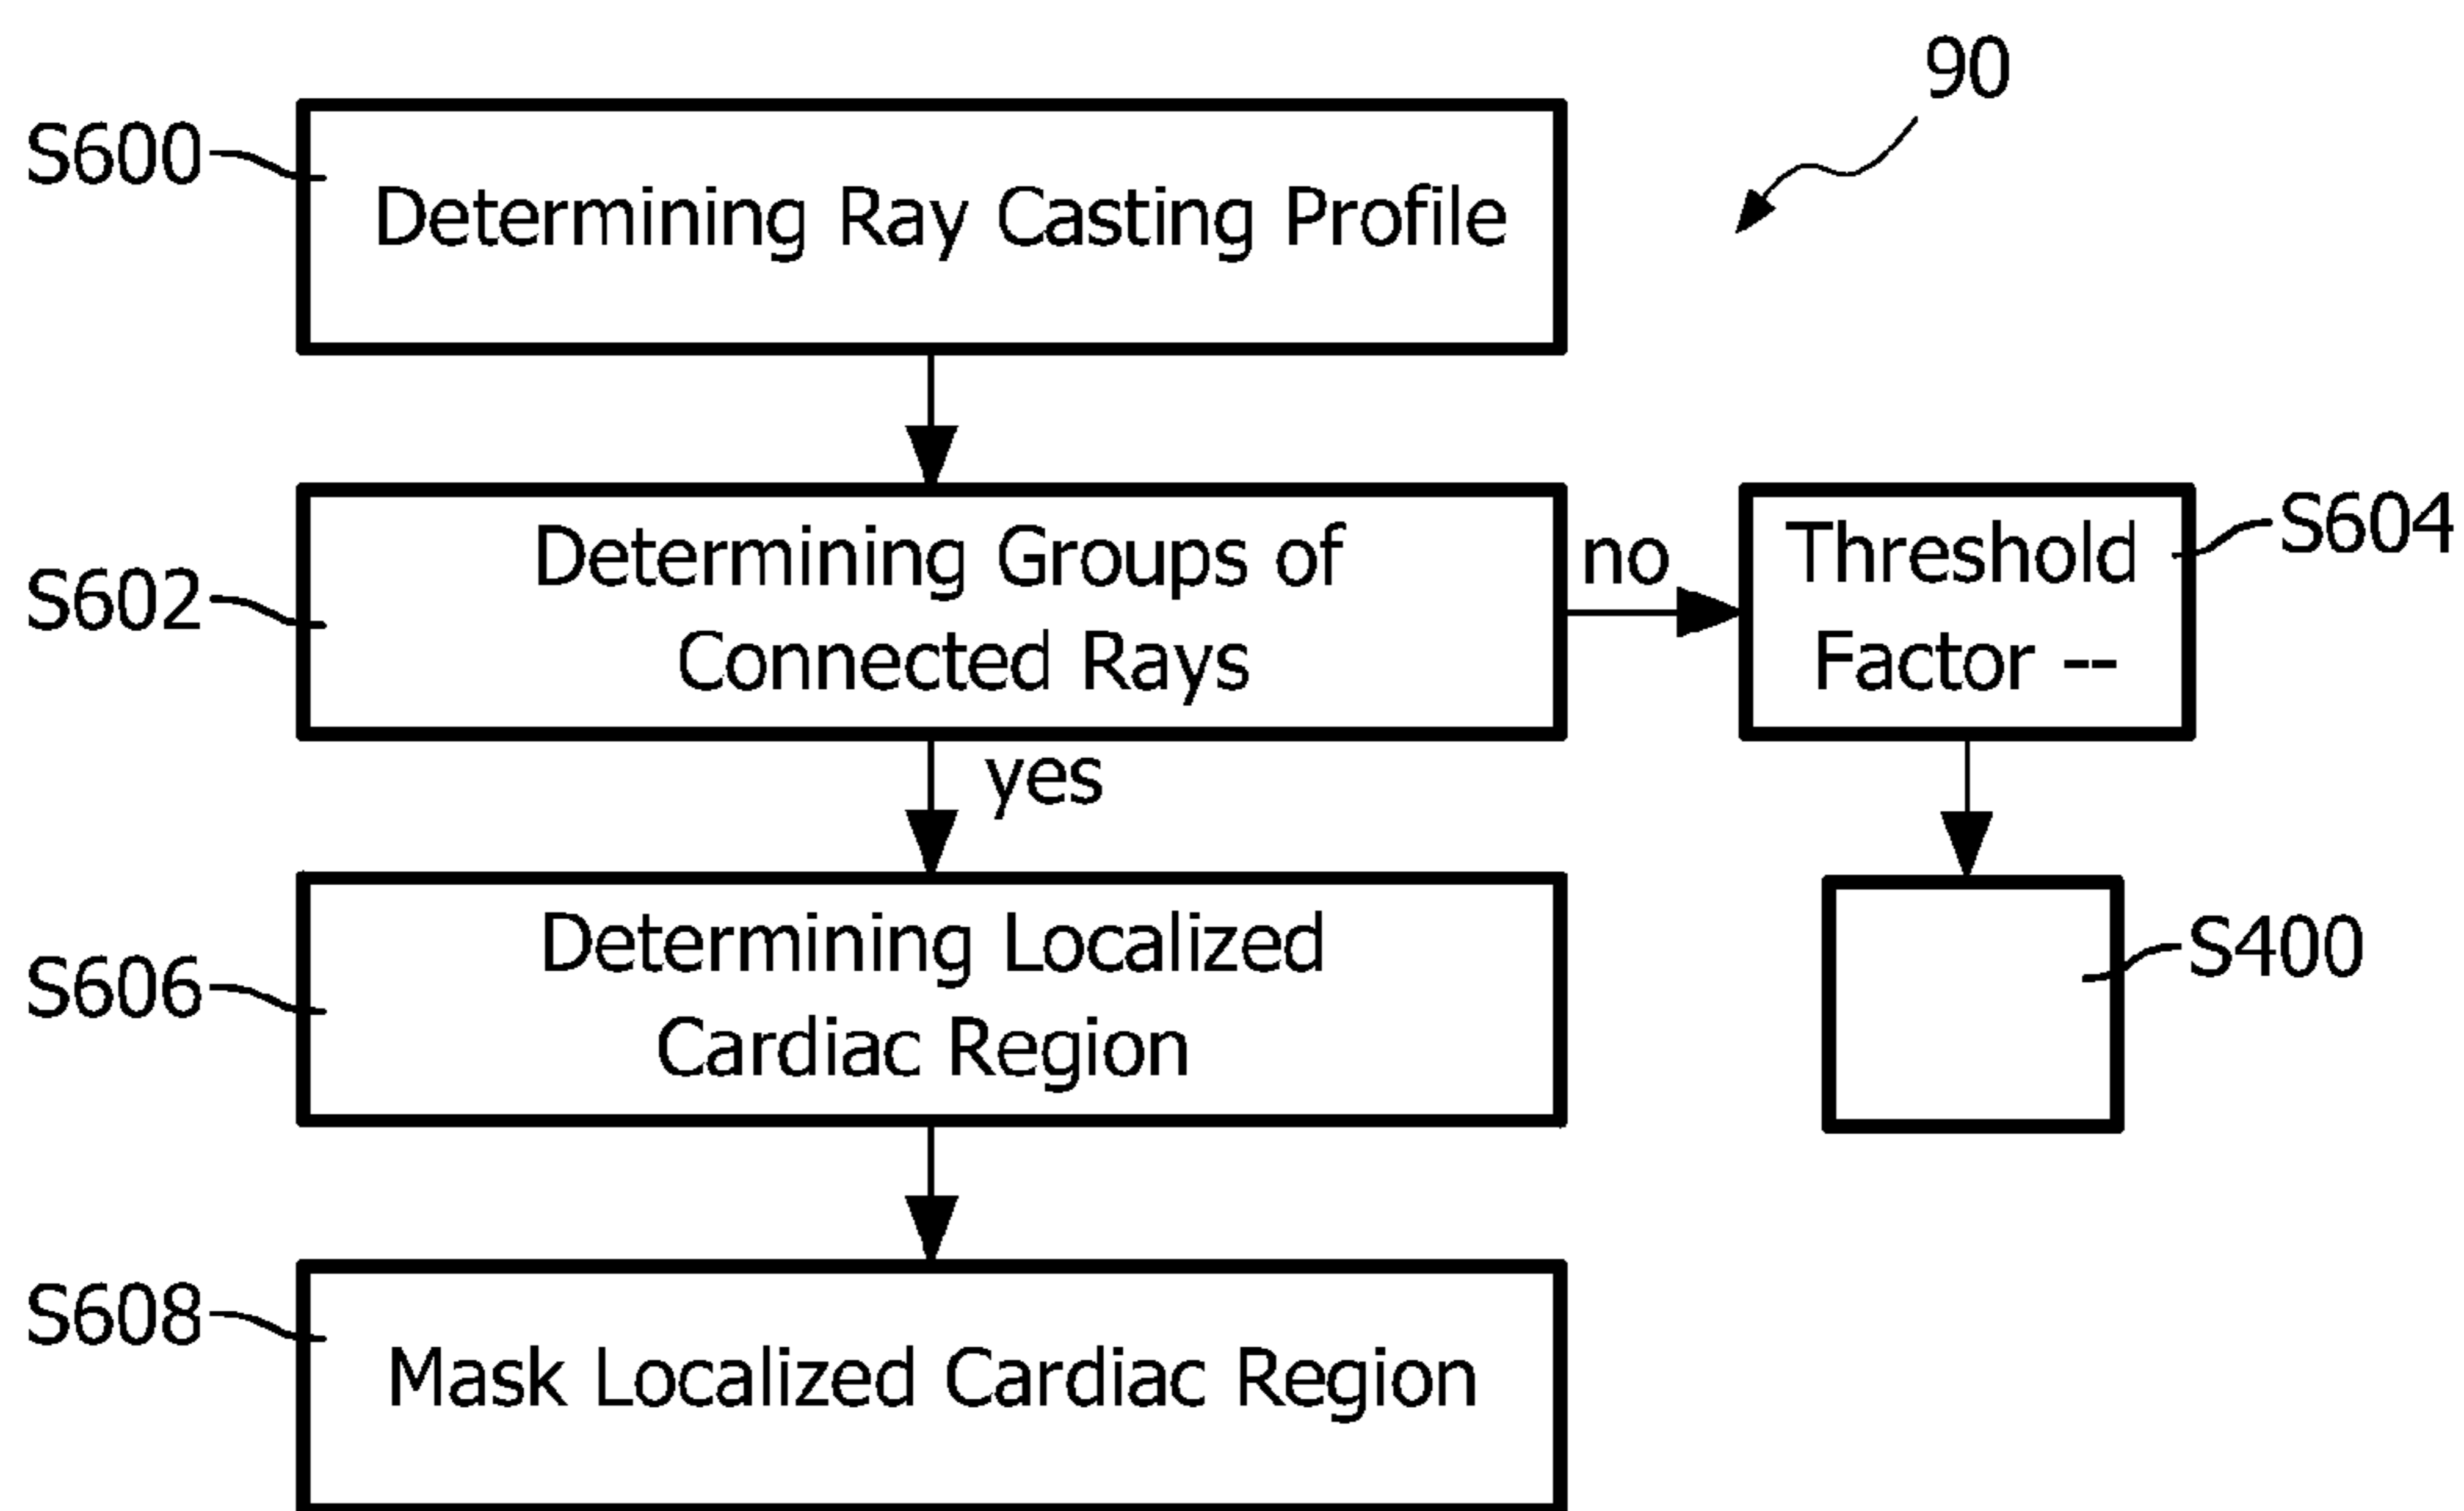 90
S600
Determining Ray Casting Profile
S602
Determining Groups of
Connected Rays
no
Threshold
Factor --
S604
yes
S606
Determining Localized
Cardiac Region
S400
S608
Mask Localized Cardiac Region